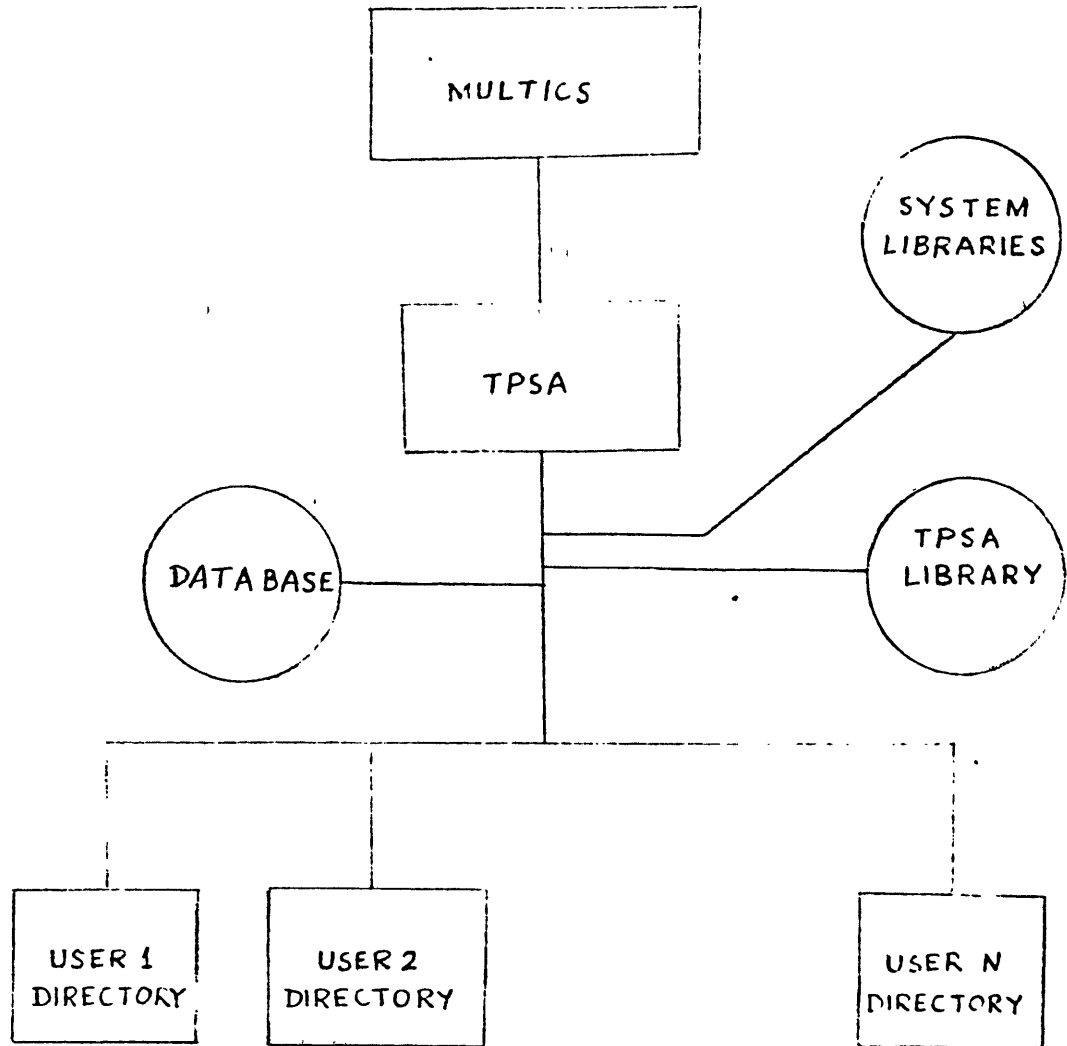 MULTICS
SYSTEM
LIBRARIES
TPSA
DATA BASE
TPSA
LIBRARY
USER 1
DIRECTORY
USER 2
DIRECTORY
USER N
DIRECTORY